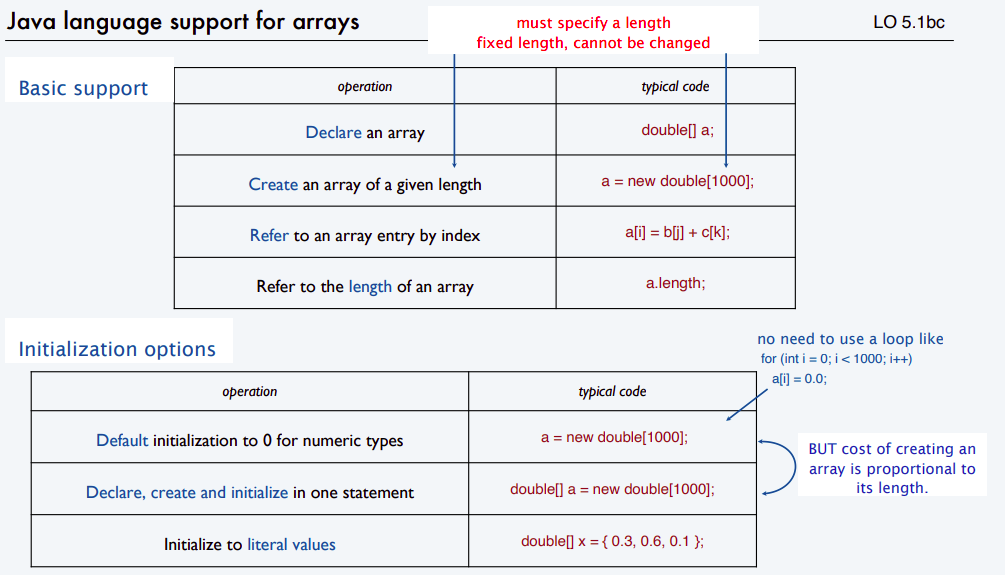 Java language support for arrays
must specify a length
fixed length, cannot be changed
LO 5.1bc
Basic support
operation
typical code
Declare an array
double[] a;
Create an array of a given length
a = new double[1000];
Refer to an array entry by index
a[i] = b[j] + c[k];
Refer to the length of an array
a.length;
Initialization options
no need to use a loop like
for (int i = 0; i < 1000; i++)
a[i] = 0.0;
operation
typical code
Default initialization to 0 for numeric types
a = new double[1000];
Declare, create and initialize in one statement
double[] a = new double[1000];
Initialize to literal values
double[] x = { 0.3, 0.6, 0.1 };
BUT cost of creating an
array is proportional to
its length.